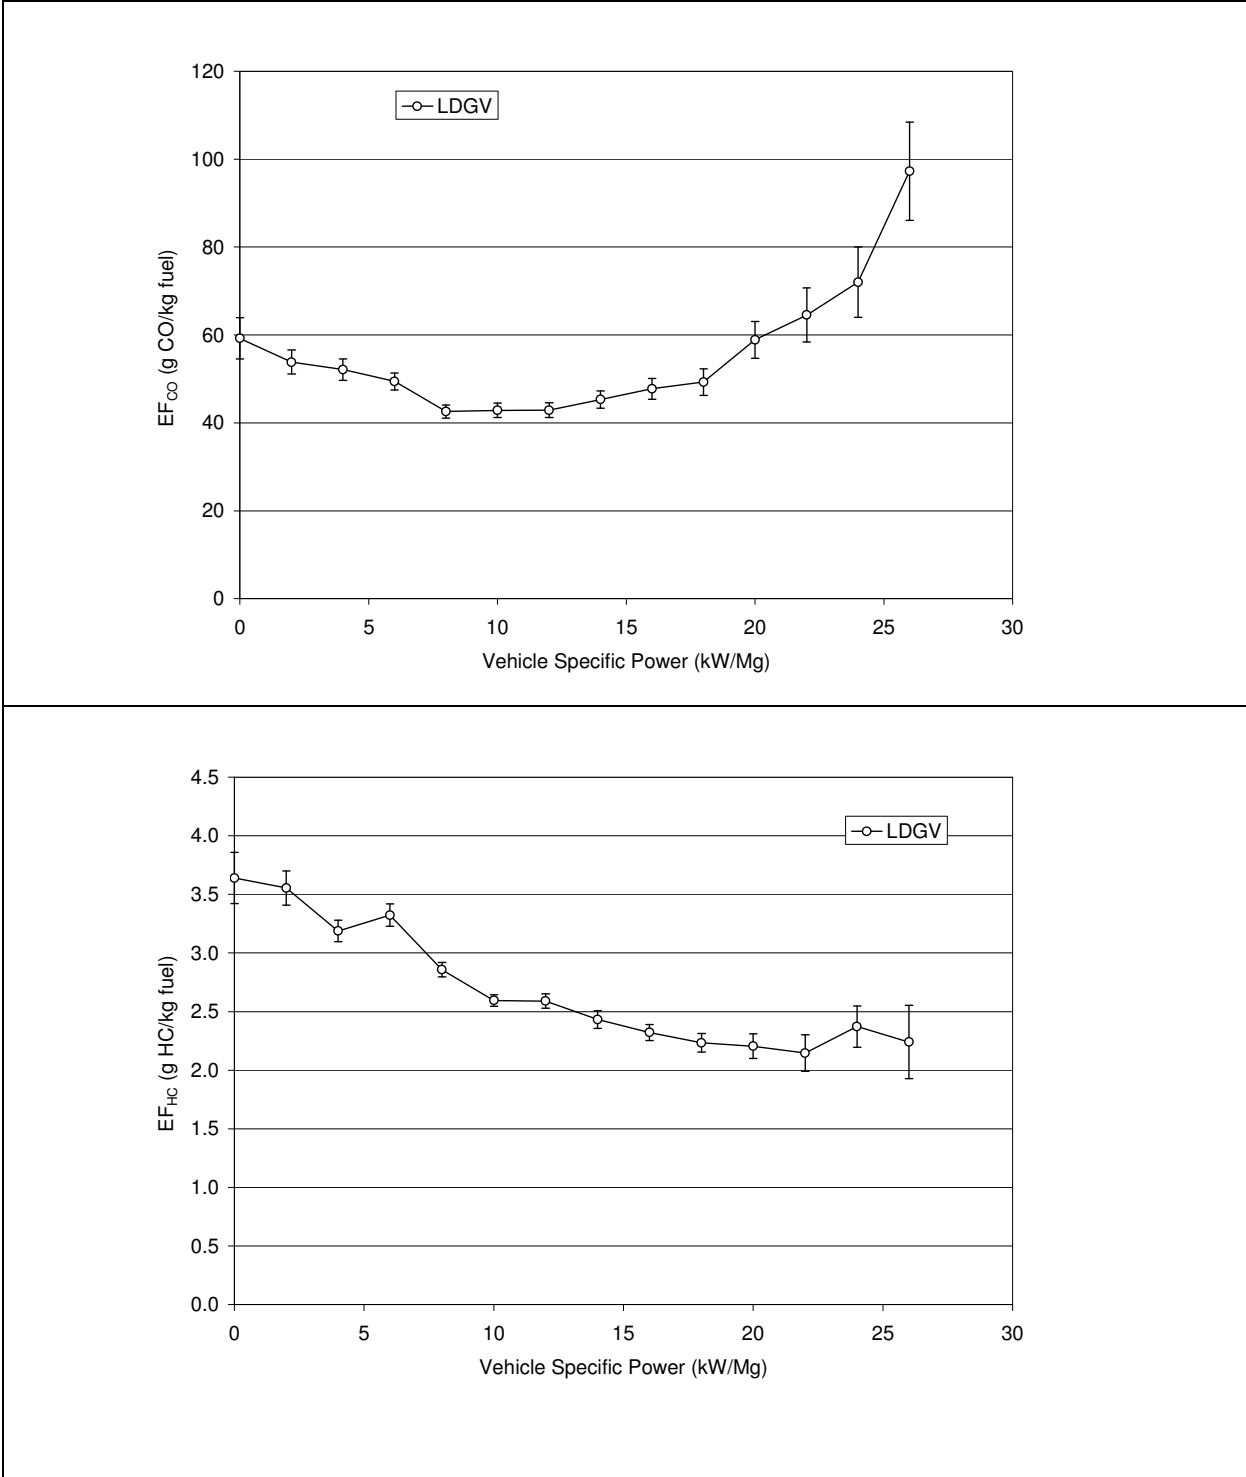 120
LDGV
100
80
60
40
20
0
EF_CO (g CO/kg fuel)
0 5 10 15 20 25 30
Vehicle Specific Power (kW/Mg)
4.5
4.0
LDGV
3.5
3.0
2.5
2.0
1.5
1.0
0.5
0.0
EF_HC (g HC/kg fuel)
0 5 10 15 20 25 30
Vehicle Specific Power (kW/Mg)